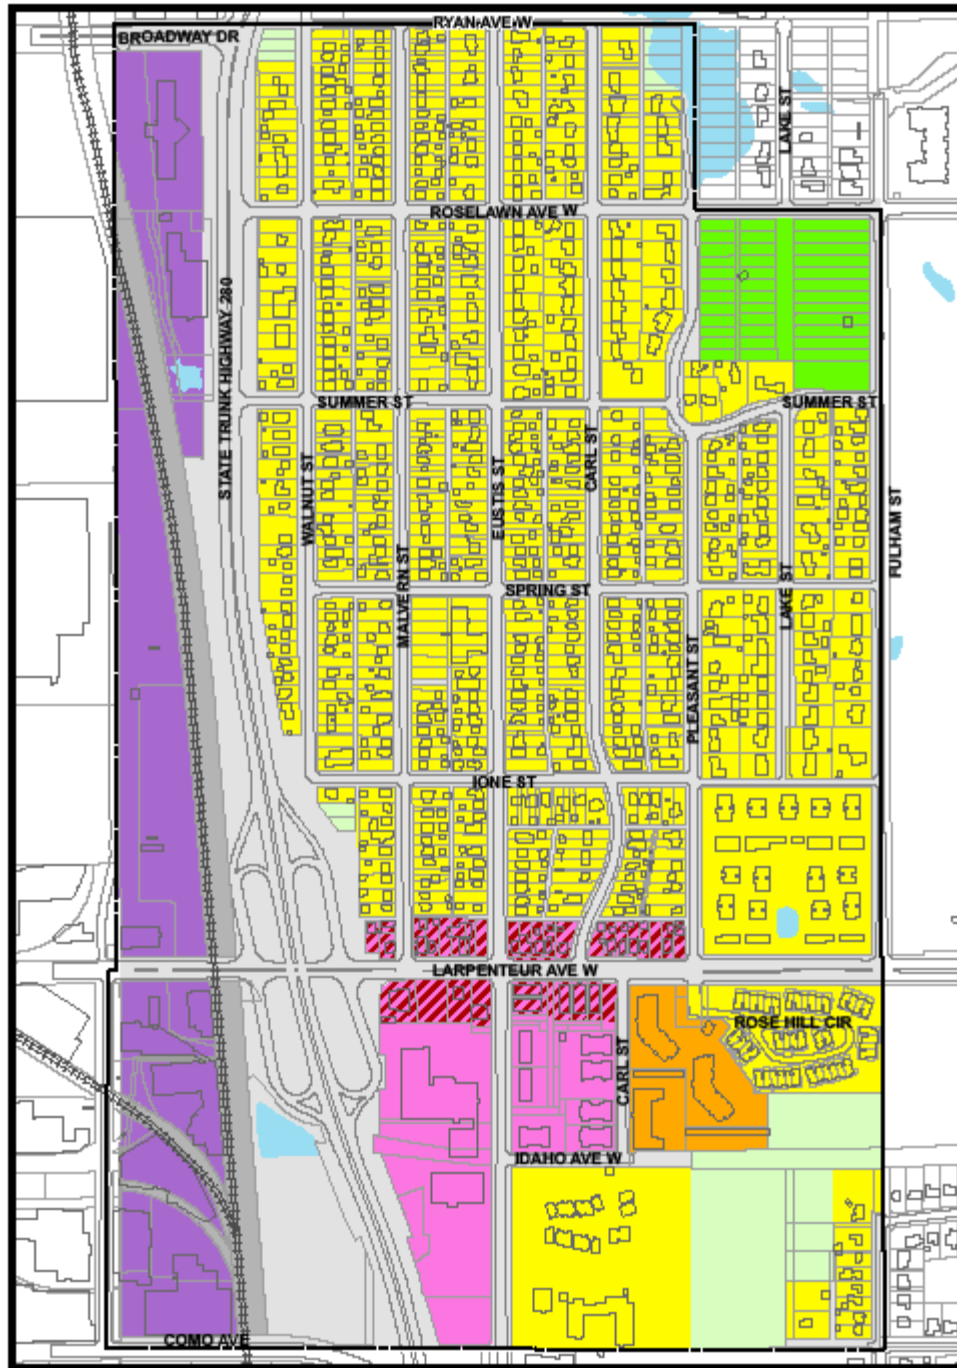 RYAN AVE W
BROADWAY DR
LAKE ST
ROSELAWN AVE W
STATE TRUNK HIGHWAY 280
SUMMER ST
SUMMER ST
WALNUT ST
EUSTIS ST
CARL ST
FULHAM ST
MALVERN ST
SPRING ST
LAKE ST
PLEASANT ST
IONE ST
LARPENTEUR AVE W
ROSE HILL CIR
CARL ST
IDAHO AVE W
COMO AVE